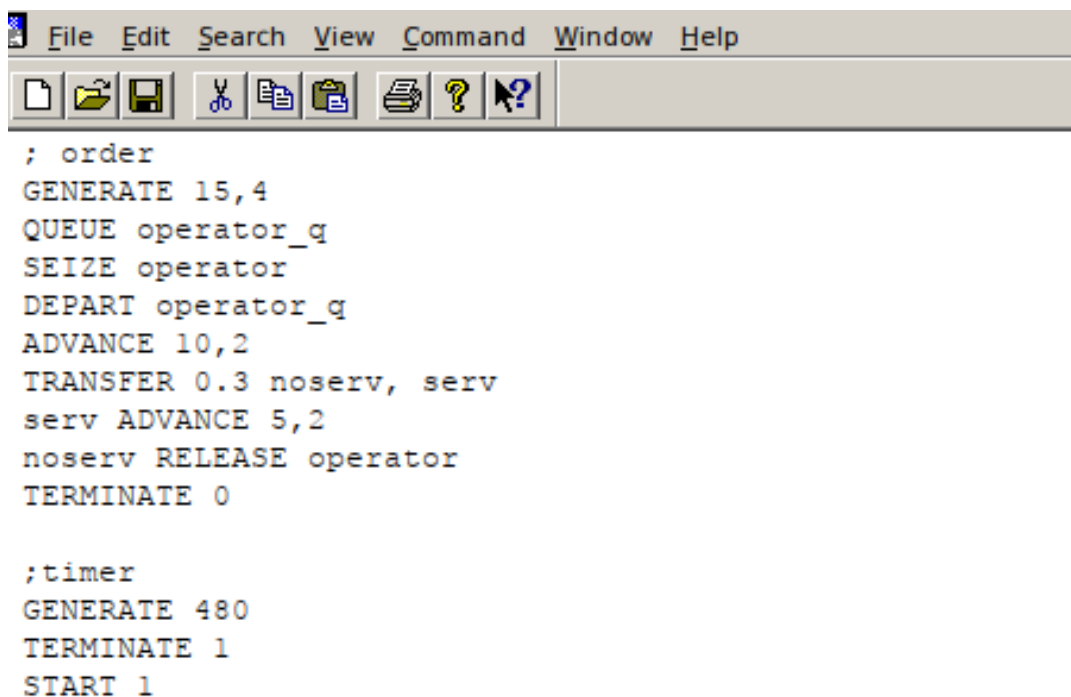 File Edit Search View Command Window Help
; order
GENERATE 15,4
QUEUE operator_q
SEIZE operator
DEPART operator_q
ADVANCE 10,2
TRANSFER 0.3 noserv, serv
serv ADVANCE 5,2
noserv RELEASE operator
TERMINATE 0
;timer
GENERATE 480
TERMINATE 1
START 1